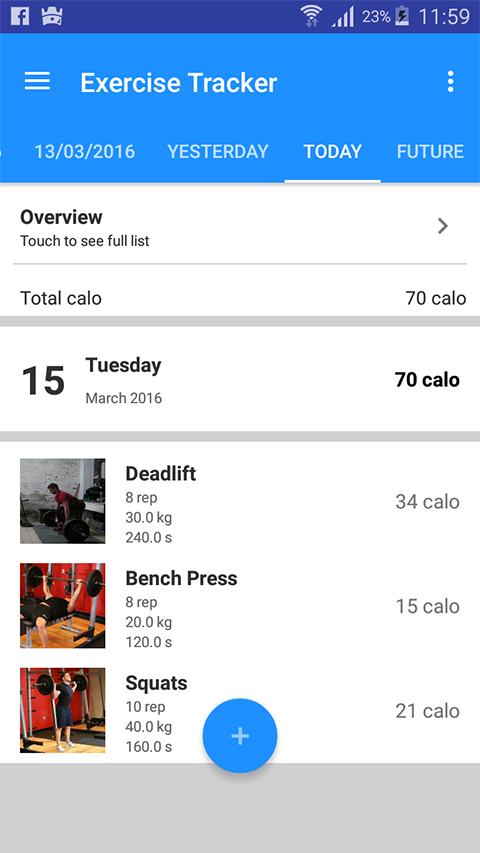 23% 11:59
Exercise Tracker
13/03/2016 YESTERDAY TODAY FUTURE
Overview
Touch to see full list
Total calo 70 calo
15 Tuesday
March 2016
70 calo
Deadlift
8 rep
30.0 kg
240.0 s
34 calo
Bench Press
8 rep
20.0 kg
120.0 s
15 calo
Squats
10 rep
40.0 kg
160.0 s
21 calo
+